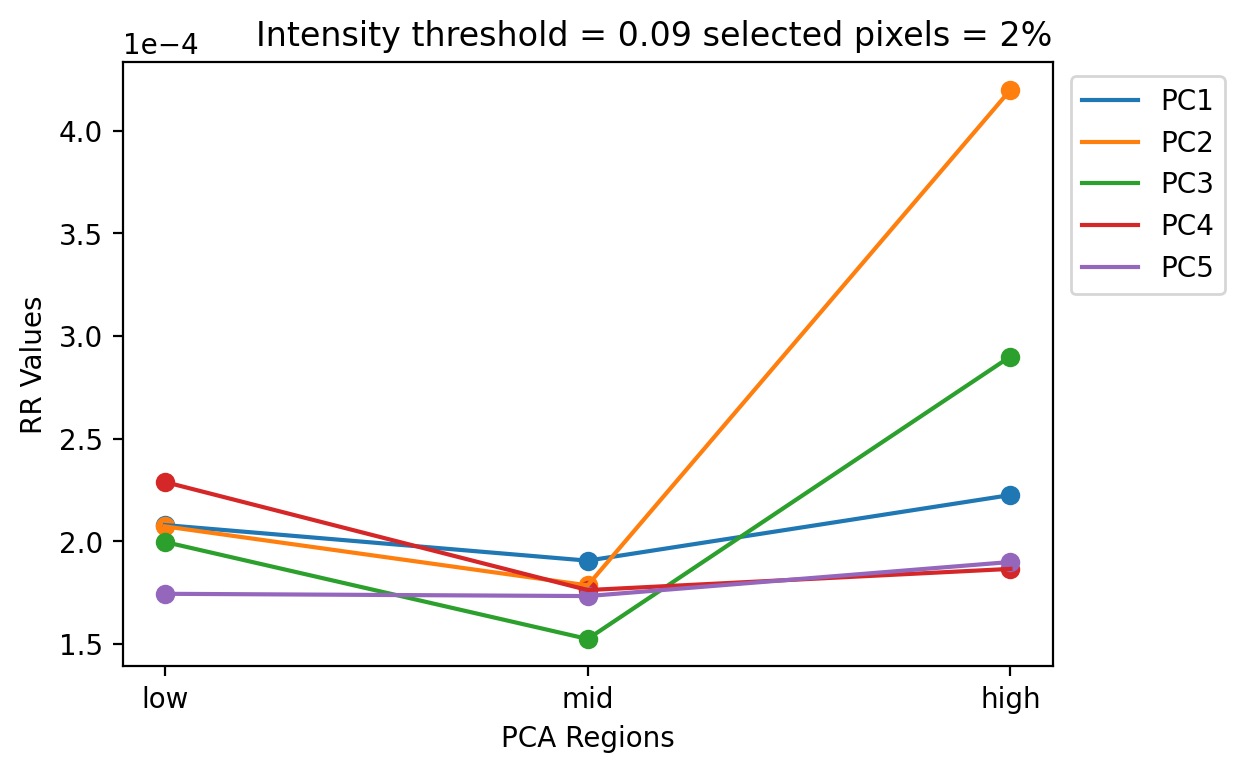 Intensity threshold = 0.09 selected pixels = 2%
1e−4
4.0
3.5
3.0
2.5
2.0
1.5
RR Values
low mid high
PCA Regions
PC1
PC2
PC3
PC4
PC5